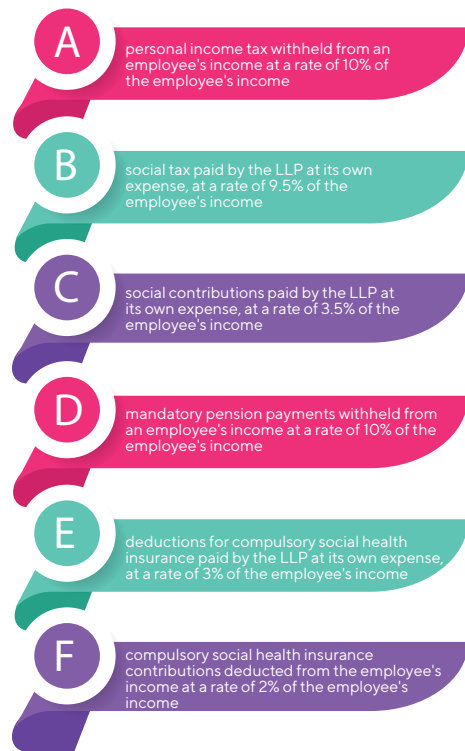 A
personal income tax withheld from an
employee's income at a rate of 10% of
the employee's income
B
social tax paid by the LLP at its own
expense, at a rate of 9.5% of the
employee's income
C
social contributions paid by the LLP at
its own expense, at a rate of 3.5% of the
employee's income
D
mandatory pension payments withheld from
an employee's income at a rate of 10% of the
employee's income
E
deductions for compulsory social health
insurance paid by the LLP at its own expense,
at a rate of 3% of the employee's income
F
compulsory social health insurance
contributions deducted from the employee's
income at a rate of 2% of the employee's
income